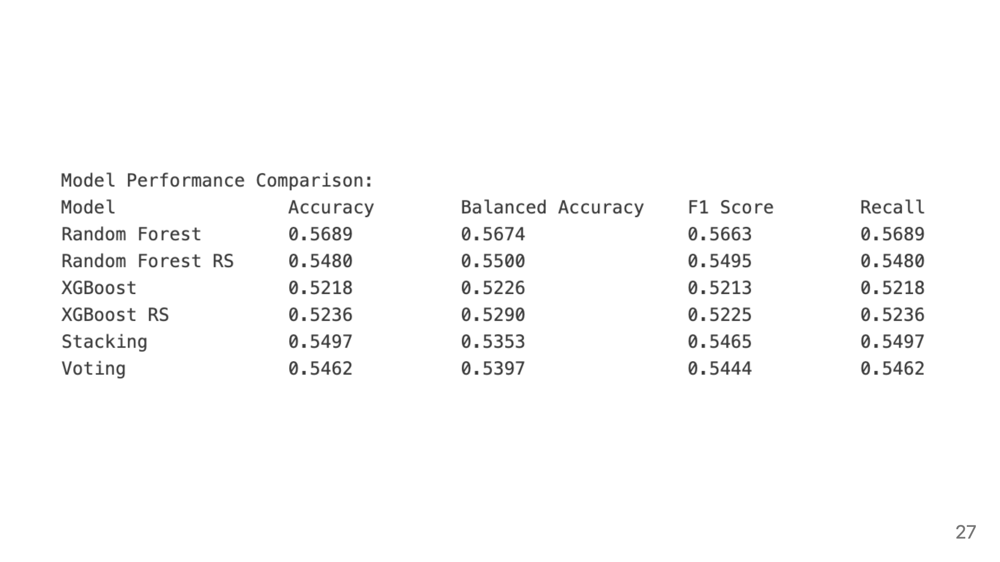 Model Performance Comparison:
Model Accuracy Balanced Accuracy F1 Score Recall
Random Forest 0.5689 0.5674 0.5663 0.5689
Random Forest RS 0.5480 0.5500 0.5495 0.5480
XGBoost 0.5218 0.5226 0.5213 0.5218
XGBoost RS 0.5236 0.5290 0.5225 0.5236
Stacking 0.5497 0.5353 0.5465 0.5497
Voting 0.5462 0.5397 0.5444 0.5462
27